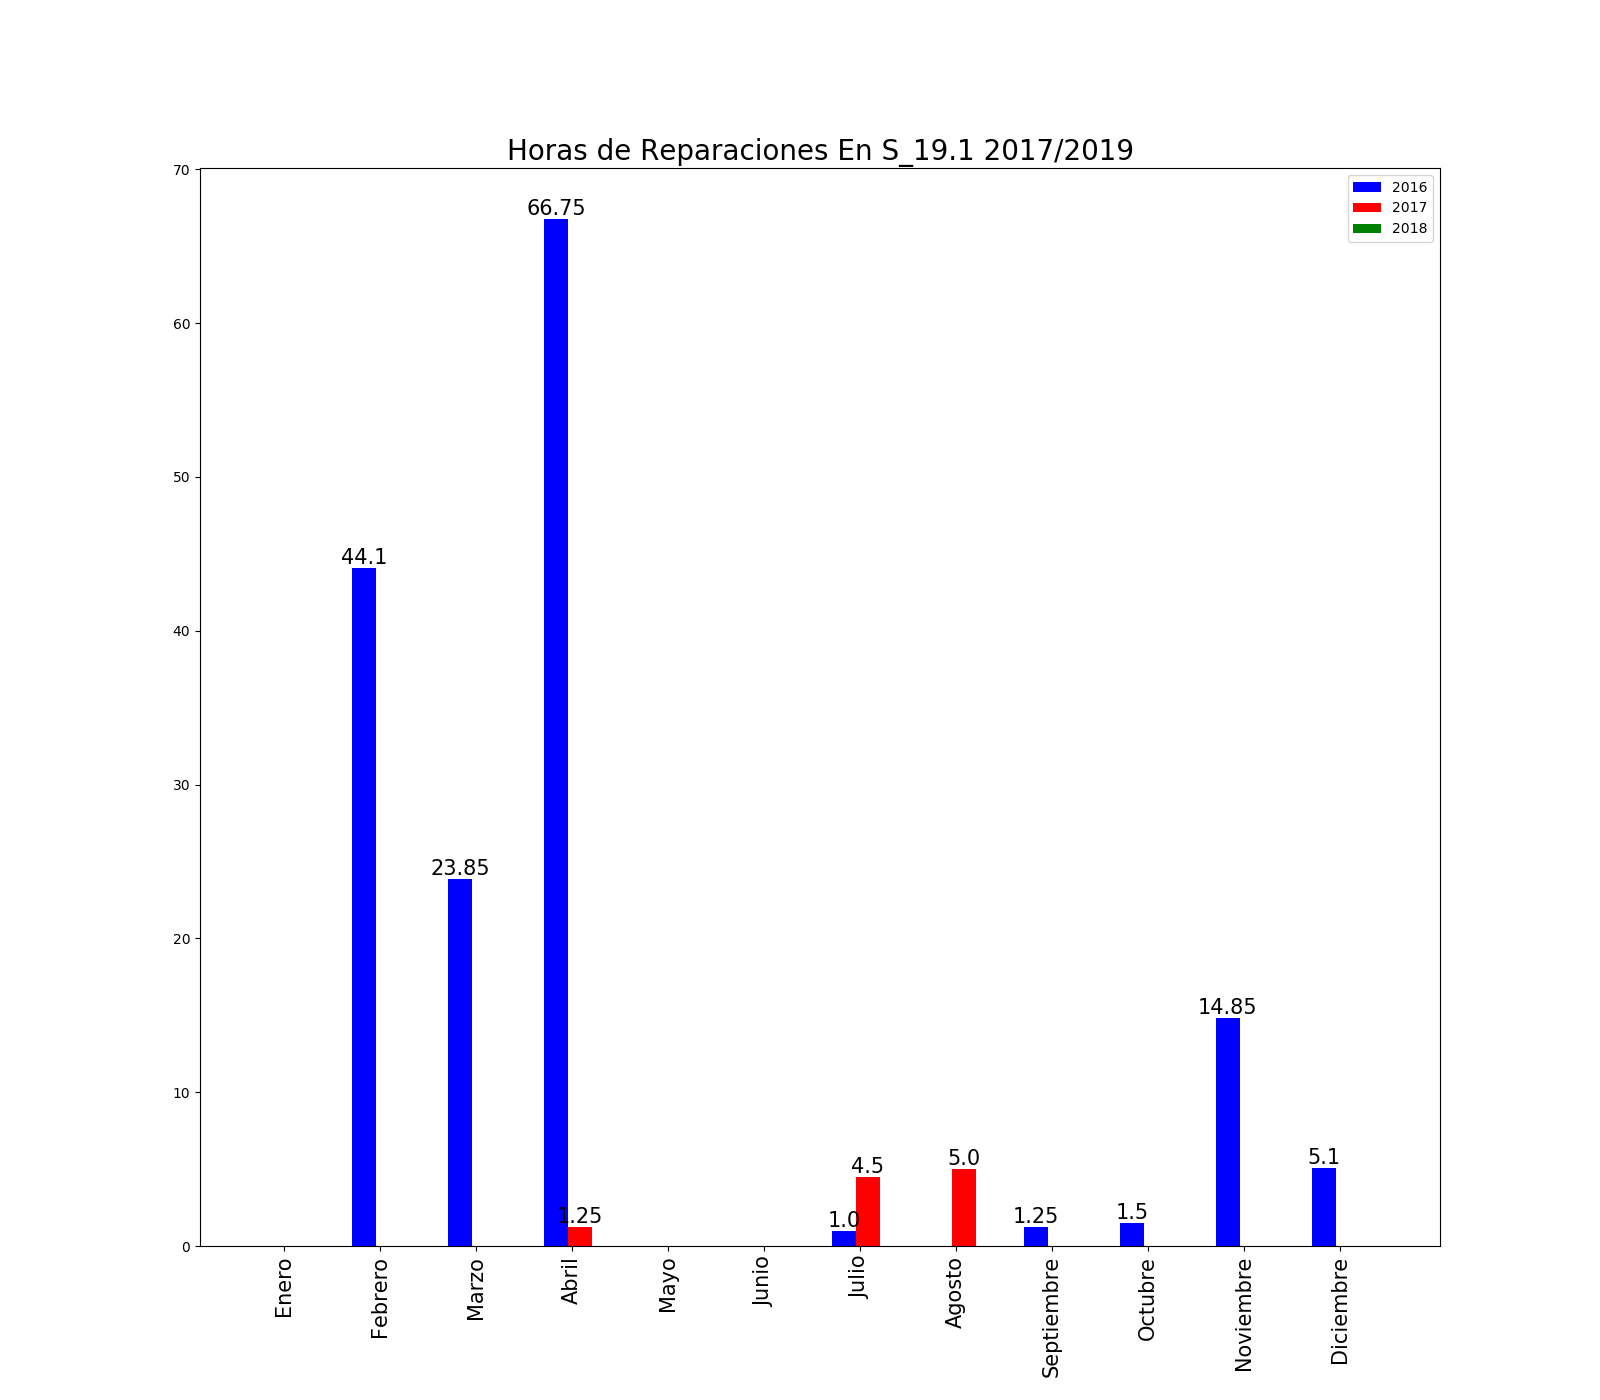 Horas de Reparaciones En S_19.1 2017/2019
2016
2017
2018
70
60
50
40
30
20
10
0
44.1
23.85
66.75
1.25
1.0
4.5
5.0
1.25
1.5
14.85
5.1
Enero
Febrero
Marzo
Abril
Mayo
Junio
Julio
Agosto
Septiembre
Octubre
Noviembre
Diciembre